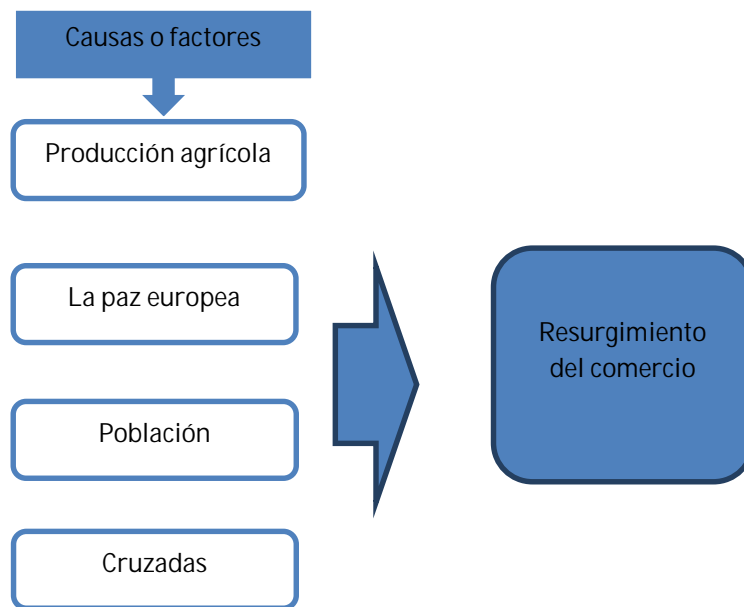 Causas o factores
Producción agrícola
La paz europea
Población
Cruzadas
Resurgimiento
del comercio